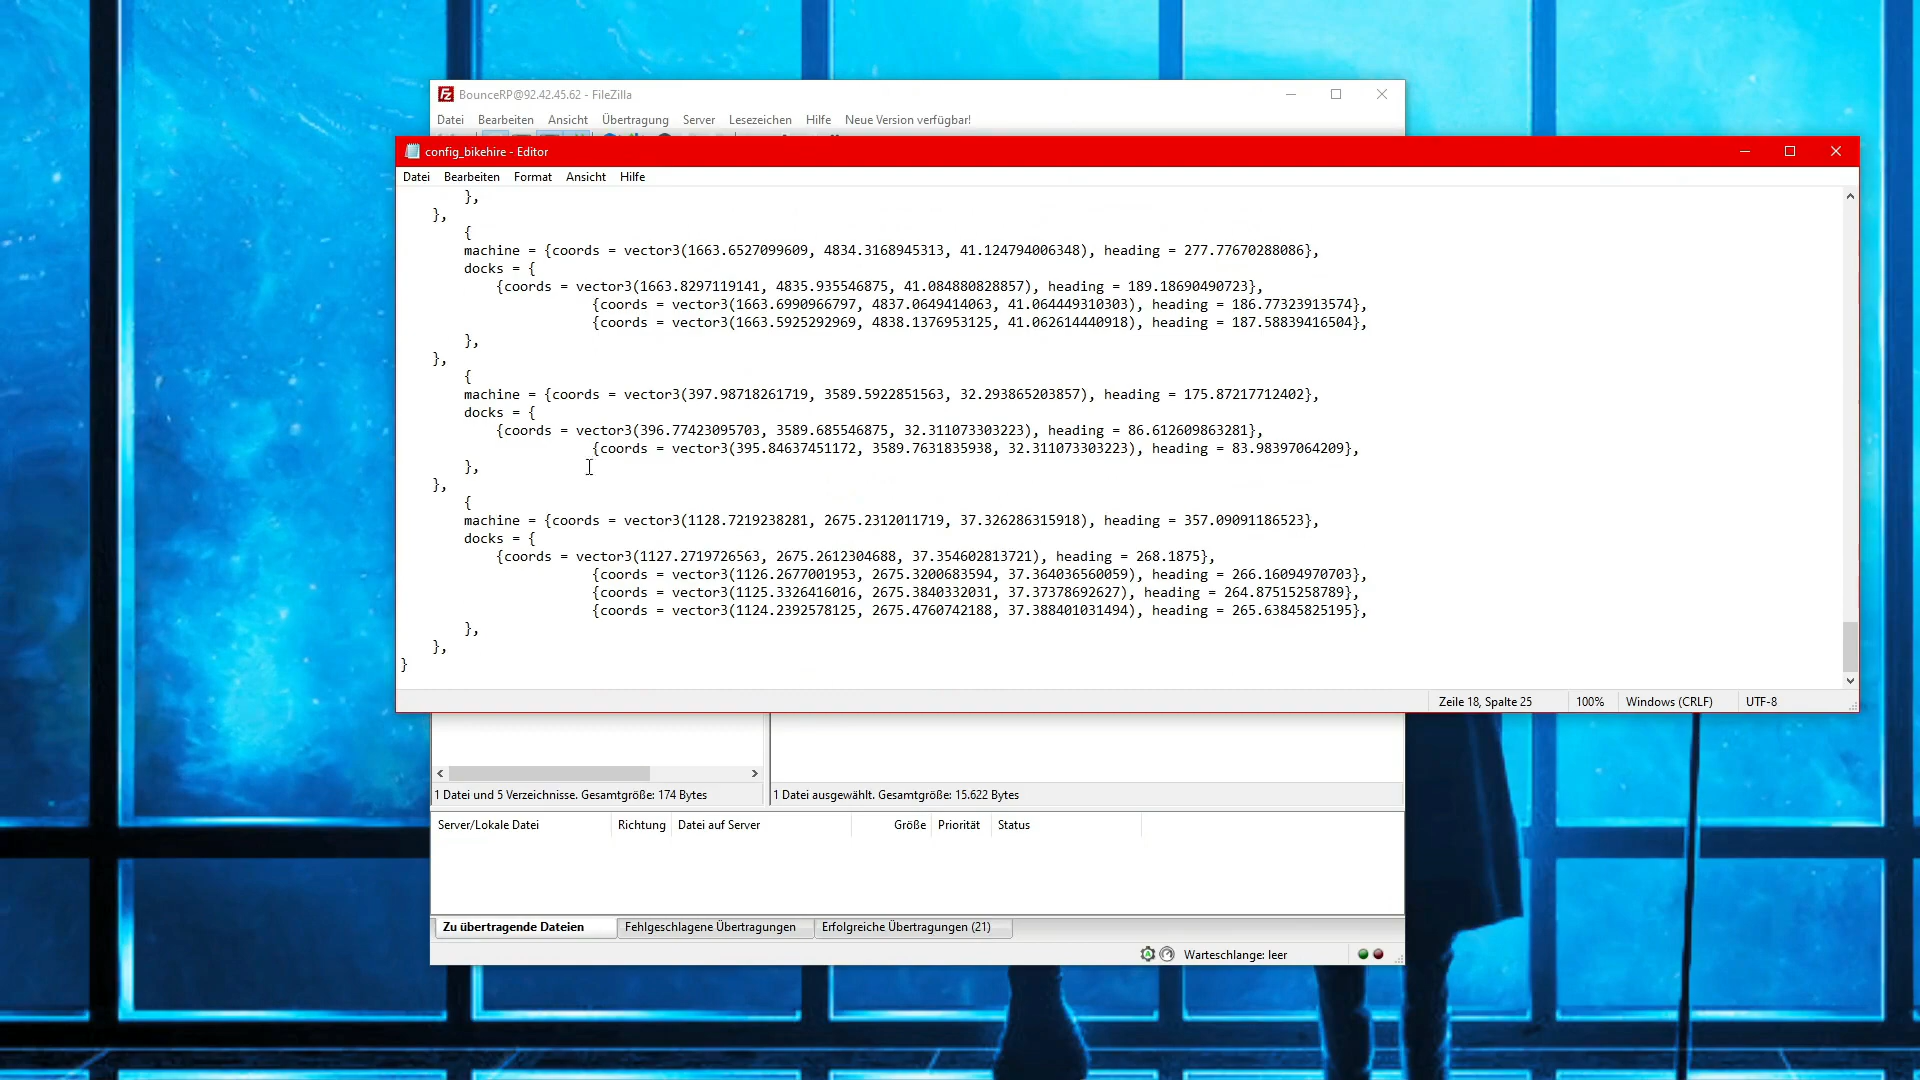 BounceRP@92.42.45.62 - FileZilla
Datei Bearbeiten Ansicht Übertragung Server Lesezeichen Hilfe Neue Version verfügbar!
config_bikehire - Editor
Datei Bearbeiten Format Ansicht Hilfe
},
},
{
machine = {coords = vector3(1663.6527099609, 4834.3168945313, 41.124794006348), heading = 277.77670288086},
docks = {
{coords = vector3(1663.8297119141, 4835.935546875, 41.084880828857), heading = 189.18690490723},
{coords = vector3(1663.6990966797, 4837.0649414063, 41.064449310303), heading = 186.77323913574},
{coords = vector3(1663.5925292969, 4838.1376953125, 41.062614440918), heading = 187.58839416504},
},
},
{
machine = {coords = vector3(397.98718261719, 3589.5922851563, 32.293865203857), heading = 175.87217712402},
docks = {
{coords = vector3(396.77423095703, 3589.685546875, 32.311073303223), heading = 86.612609863281},
{coords = vector3(395.84637451172, 3589.7631835938, 32.311073303223), heading = 83.98397064209},
},
},
{
machine = {coords = vector3(1128.7219238281, 2675.2312011719, 37.326286315918), heading = 357.09091186523},
docks = {
{coords = vector3(1127.2719726563, 2675.2612304688, 37.354602813721), heading = 268.1875},
{coords = vector3(1126.2677001953, 2675.3200683594, 37.364036560059), heading = 266.16094970703},
{coords = vector3(1125.3326416016, 2675.3840332031, 37.37378692627), heading = 264.87515258789},
{coords = vector3(1124.2392578125, 2675.4760742188, 37.388401031494), heading = 265.63845825195},
},
},
}
Zeile 18, Spalte 25 100% Windows (CRLF) UTF-8
1 Datei und 5 Verzeichnisse. Gesamtgröße: 174 Bytes 1 Datei ausgewählt. Gesamtgröße: 15.622 Bytes
Server/Lokale Datei Richtung Datei auf Server Größe Priorität Status
Zu übertragende Dateien Fehlgeschlagene Übertragungen Erfolgreiche Übertragungen (21)
Warteschlange: leer